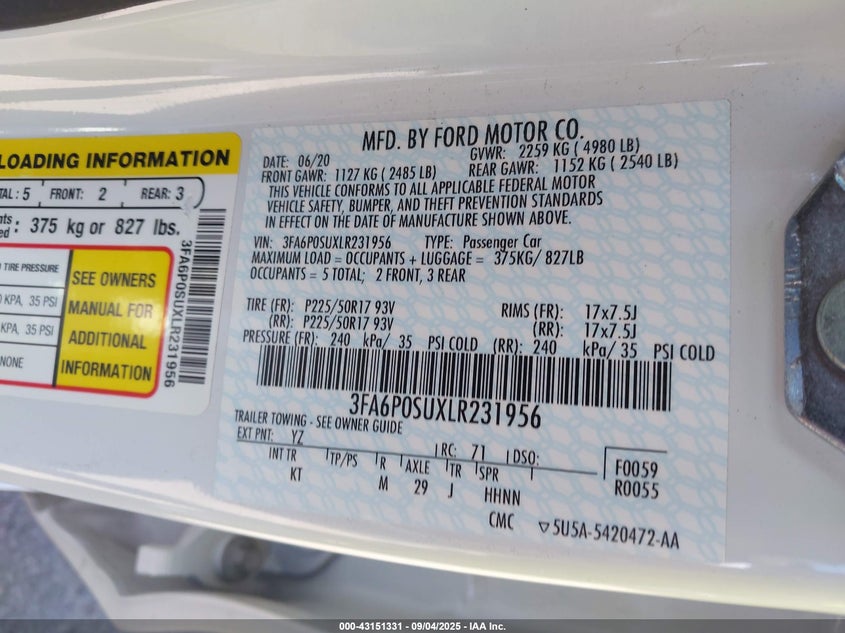 LOADING INFORMATION
TAL: 5 FRONT: 2 REAR: 3
: 375 kg or 827 lbs.
TIRE PRESSURE
KPA, 35 PSI
KPA, 35 PSI
NONE
SEE OWNERS
MANUAL FOR
ADDITIONAL
INFORMATION
3FA6P0SUXLR231956
MFD. BY FORD MOTOR CO.
DATE: 06/20 GVWR: 2259 KG ( 4980 LB)
FRONT GAWR: 1127 KG ( 2485 LB) REAR GAWR: 1152 KG ( 2540 LB)
THIS VEHICLE CONFORMS TO ALL APPLICABLE FEDERAL MOTOR
VEHICLE SAFETY, BUMPER, AND THEFT PREVENTION STANDARDS
IN EFFECT ON THE DATE OF MANUFACTURE SHOWN ABOVE.
VIN: 3FA6P0SUXLR231956 TYPE: Passenger Car
MAXIMUM LOAD = OCCUPANTS + LUGGAGE = 375KG/ 827LB
OCCUPANTS = 5 TOTAL; 2 FRONT, 3 REAR
TIRE (FR): P225/50R17 93V RIMS (FR): 17x7.5J
(RR): P225/50R17 93V (RR): 17x7.5J
PRESSURE (FR): 240 kPa/ 35 PSI COLD (RR): 240 kPa/ 35 PSI COLD
3FA6P0SUXLR231956
TRAILER TOWING - SEE OWNER GUIDE
EXT PNT: YZ RC: 71 DSO:
INT TR TP/PS R AXLE TR SPR
KT M 29 J HHNN
F0059
R0055
CMC ▽5U5A-5420472-AA
000-43151331 | 09/04/2025 | IAA Inc.